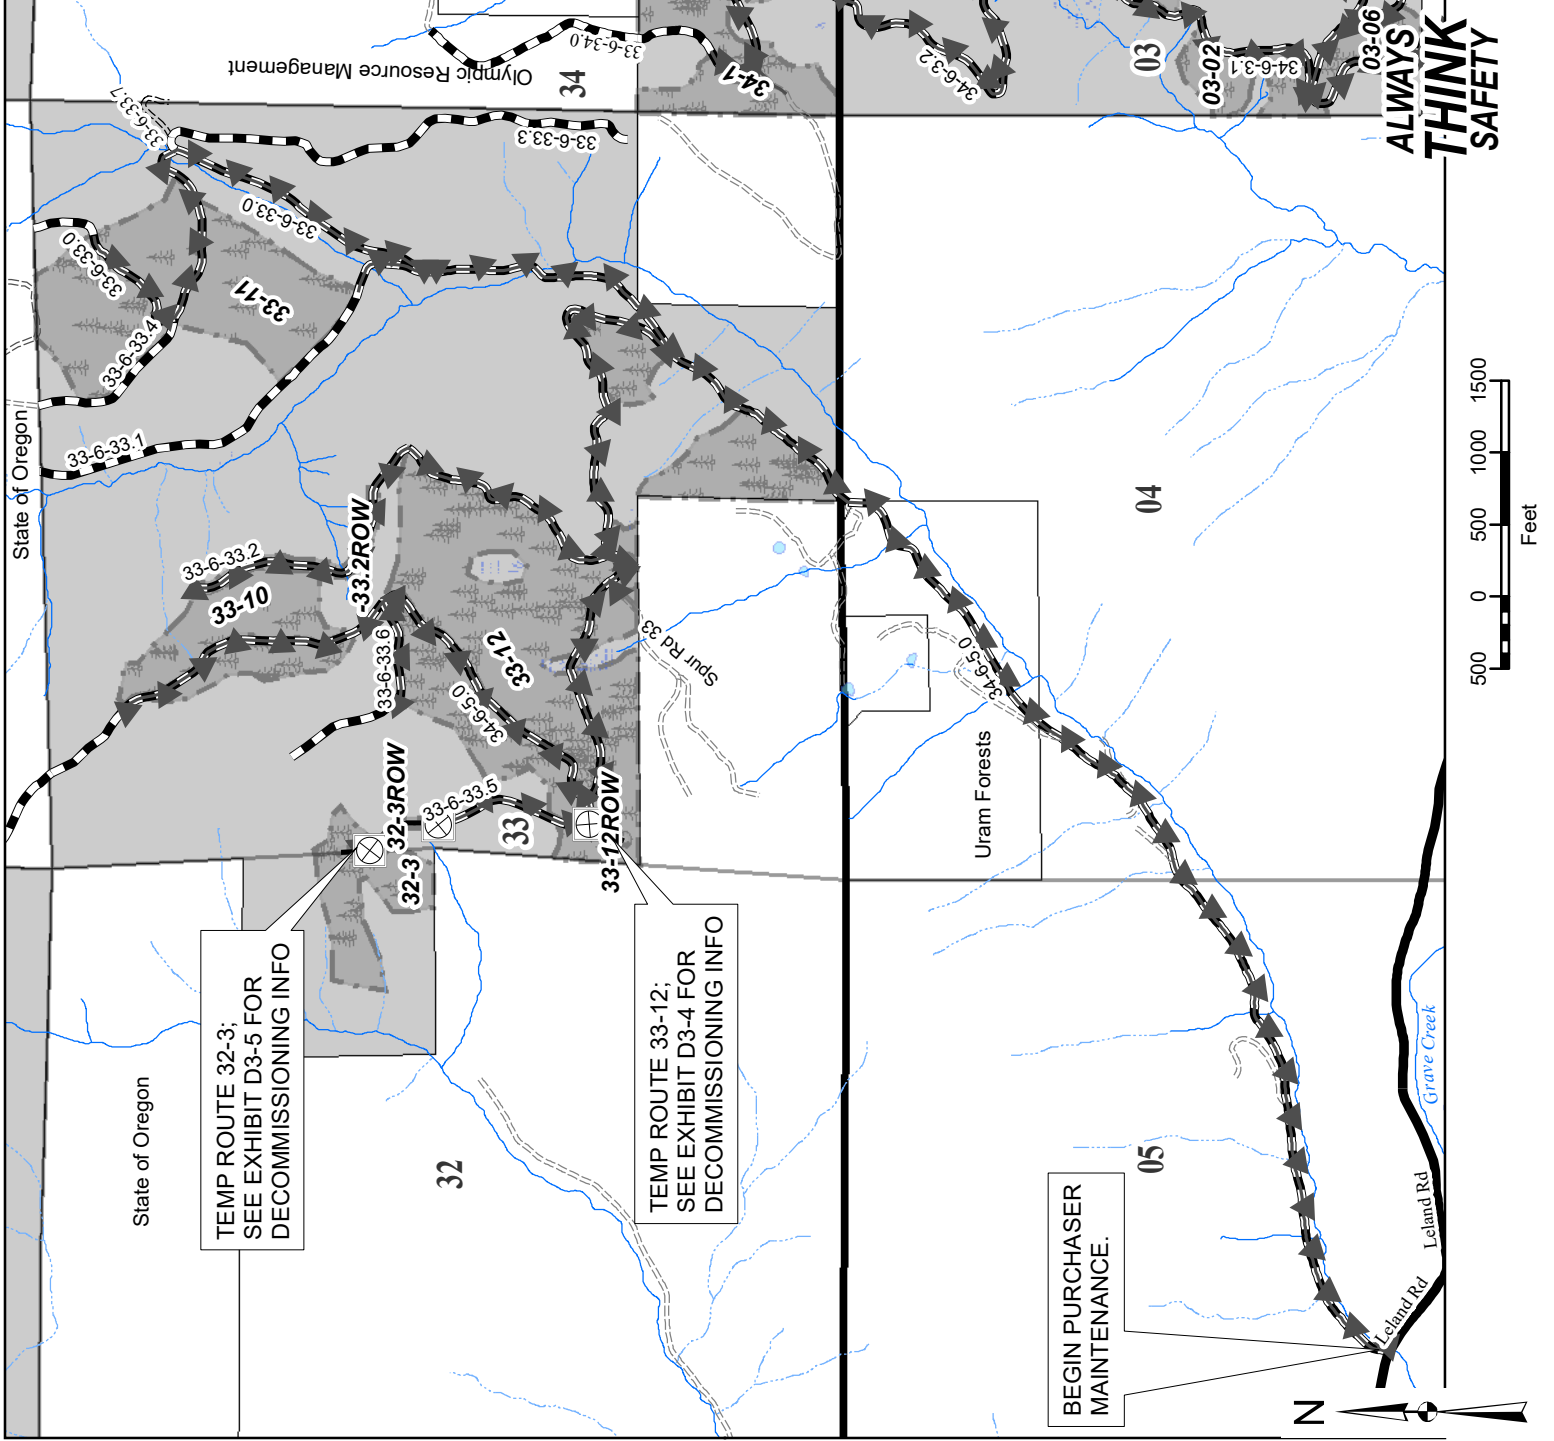 State of Oregon
33-6-33.1
33-6-33.4
33-6-33.0
33-11
33-6-33.0
33-6-33.7
Olympic Resource Management
34
33-6-34.0
33-6-33.3
34-1
34-6-3.2
03
03-02
34-6-3.1
03-06
ALWAYS
THINK
SAFETY
33-6-33.2
33-10
-33.2ROW
33-6-33.6
33-12
34-6-5.0
32-3ROW
32-3
33-6-33.5
33
33-12ROW
Spur Rd 33
TEMP ROUTE 32-3;
SEE EXHIBIT D3-5 FOR
DECOMMISSIONING INFO
TEMP ROUTE 33-12;
SEE EXHIBIT D3-4 FOR
DECOMMISSIONING INFO
State of Oregon
32
34-6-5.0
Uram Forests
04
05
BEGIN PURCHASER
MAINTENANCE.
Leland Rd
Leland Rd
Grave Creek
500 0 500 1000 1500
Feet
N